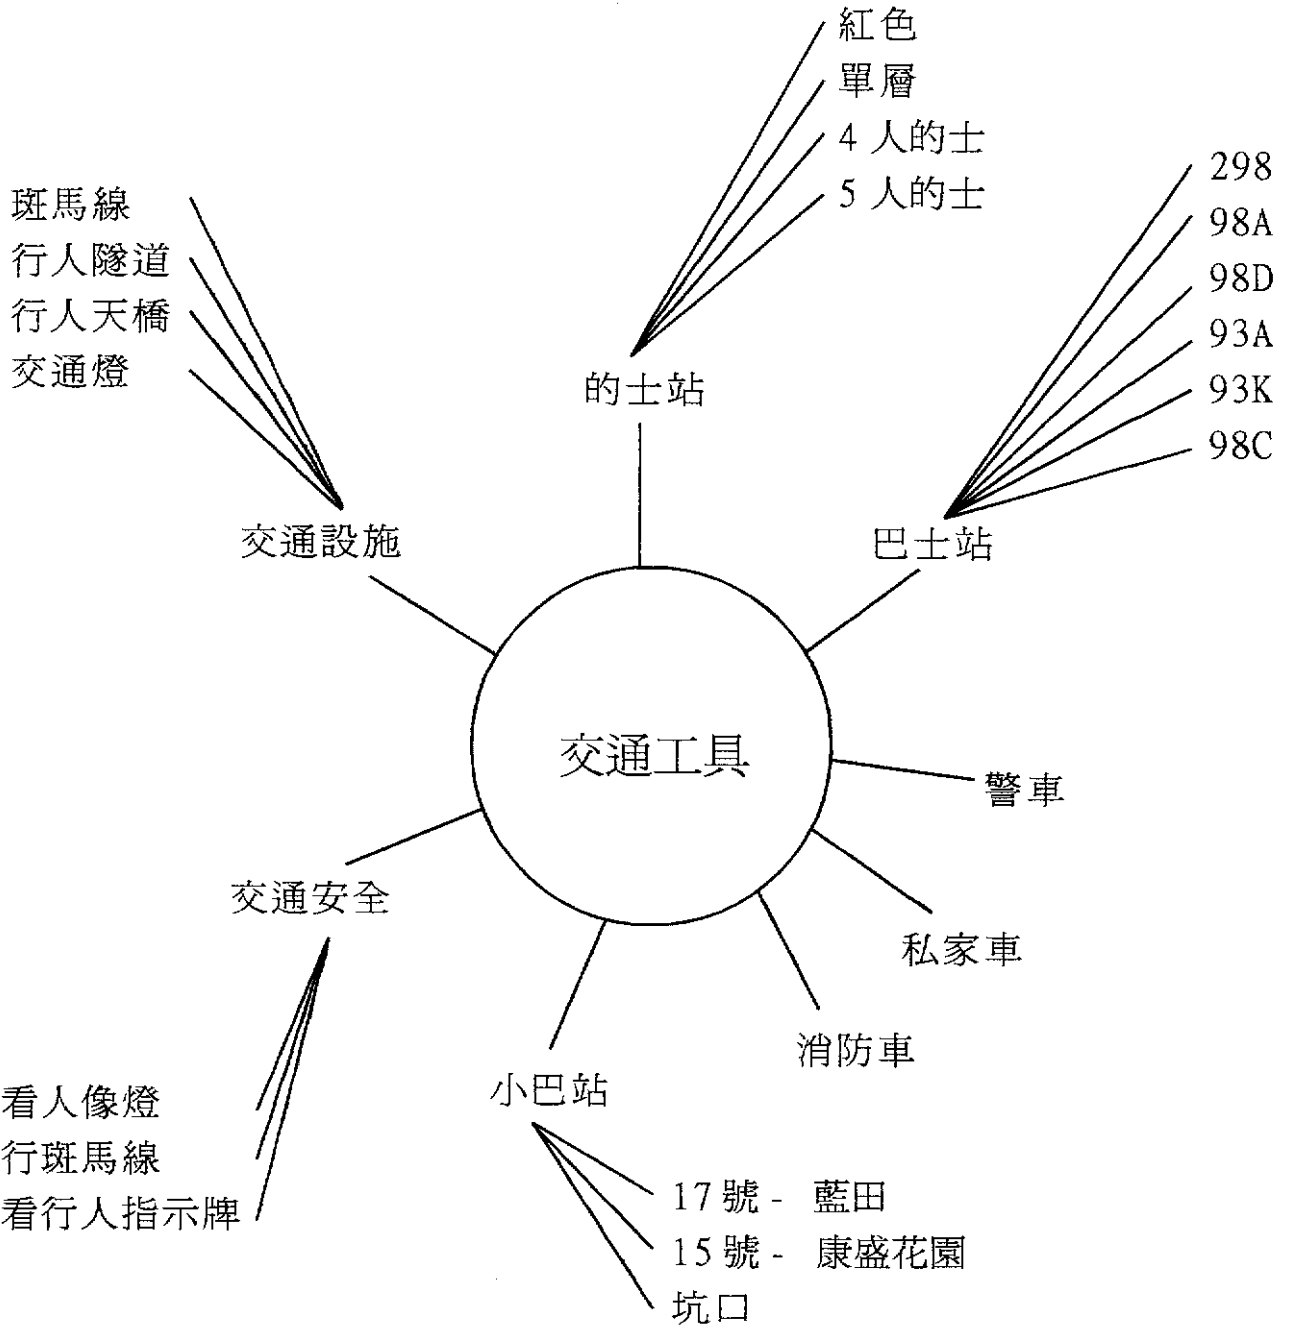 紅色
單層
4 人的士
5 人的士
的士站
298
98A
98D
93A
93K
98C
巴士站
斑馬線
行人隧道
行人天橋
交通燈
交通設施
交通工具
警車
私家車
消防車
交通安全
看人像燈
行斑馬線
看行人指示牌
小巴站
17 號 - 藍田
15 號 - 康盛花園
坑口